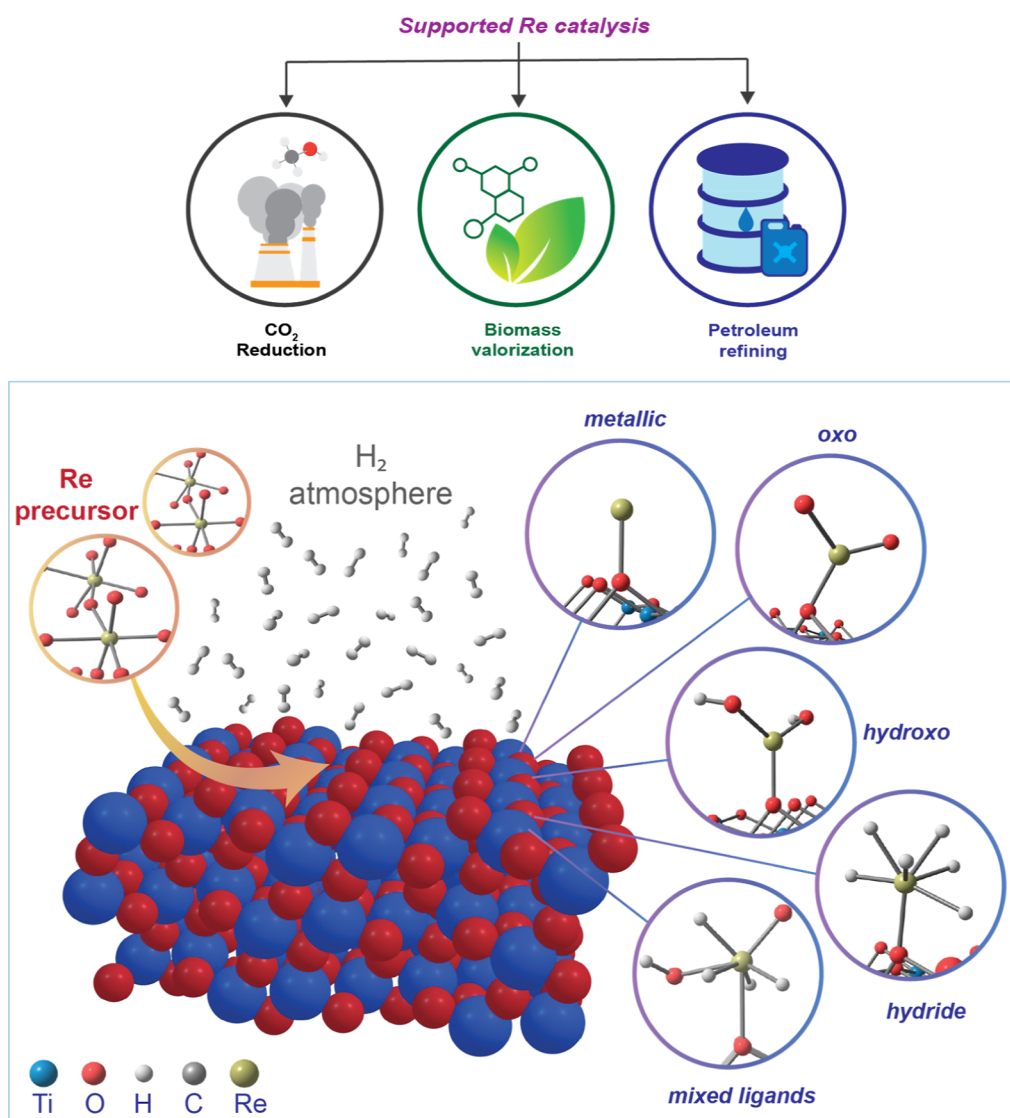 Supported Re catalysis
CO₂
Reduction
Biomass
valorization
Petroleum
refining
metallic
oxo
H₂
atmosphere
Re
precursor
hydroxo
hydride
mixed ligands
Ti O H C Re